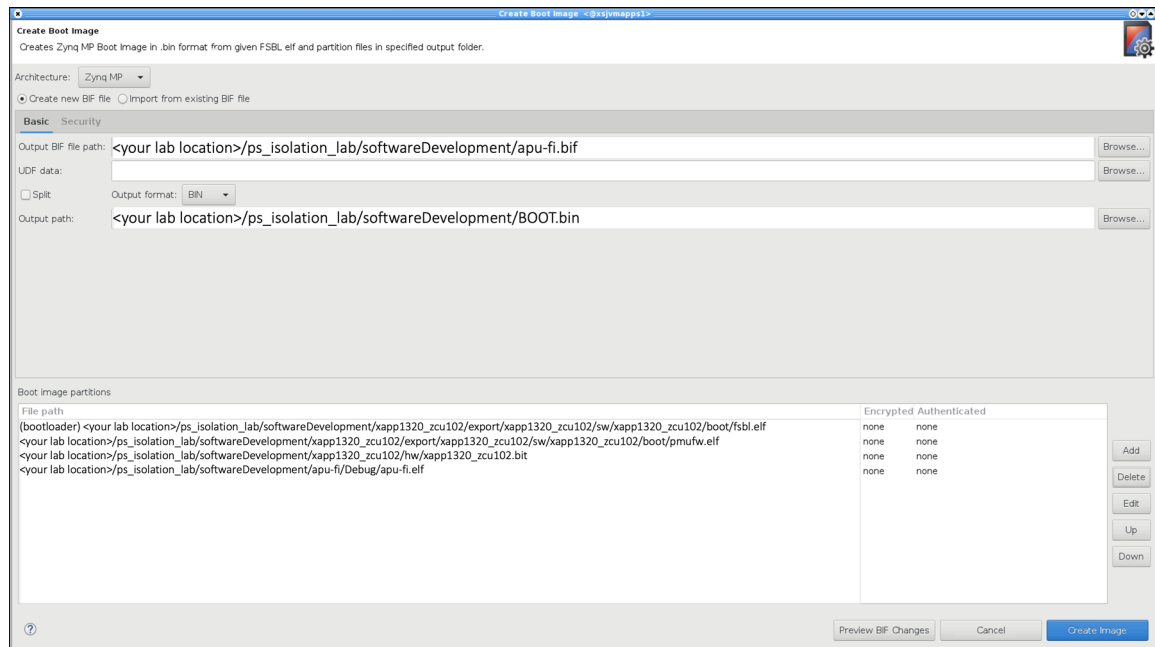 Create Boot Image <@xsjvmapps1>
Create Boot Image
Creates Zynq MP Boot Image in .bin format from given FSBL elf and partition files in specified output folder.
Architecture: Zynq MP
Create new BIF file Import from existing BIF file
Basic Security
Output BIF file path: <your lab location>/ps_isolation_lab/softwareDevelopment/apu-fi.bif Browse...
UDF data: Browse...
Split Output format: BIN
Output path: <your lab location>/ps_isolation_lab/softwareDevelopment/BOOT.bin Browse...
Boot image partitions
File path Encrypted Authenticated
(bootloader) <your lab location>/ps_isolation_lab/softwareDevelopment/xapp1320_zcu102/export/xapp1320_zcu102/sw/xapp1320_zcu102/boot/fsbl.elf none none
<your lab location>/ps_isolation_lab/softwareDevelopment/xapp1320_zcu102/export/xapp1320_zcu102/sw/xapp1320_zcu102/boot/pmufw.elf none none
<your lab location>/ps_isolation_lab/softwareDevelopment/xapp1320_zcu102/hw/xapp1320_zcu102.bit none none
<your lab location>/ps_isolation_lab/softwareDevelopment/apu-fi/Debug/apu-fi.elf none none
Add
Delete
Edit
Up
Down
? Preview BIF Changes Cancel Create Image